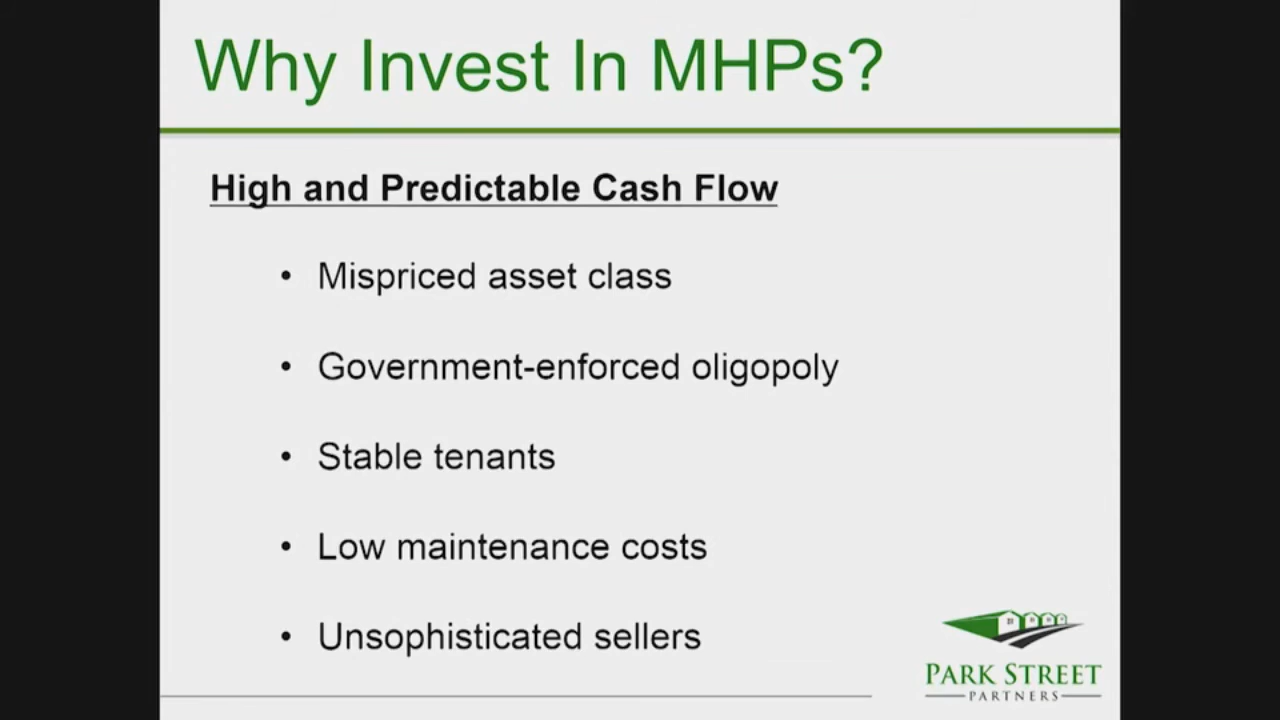 Why Invest In MHPs?
High and Predictable Cash Flow
• Mispriced asset class
• Government-enforced oligopoly
• Stable tenants
• Low maintenance costs
• Unsophisticated sellers
PARK STREET
PARTNERS